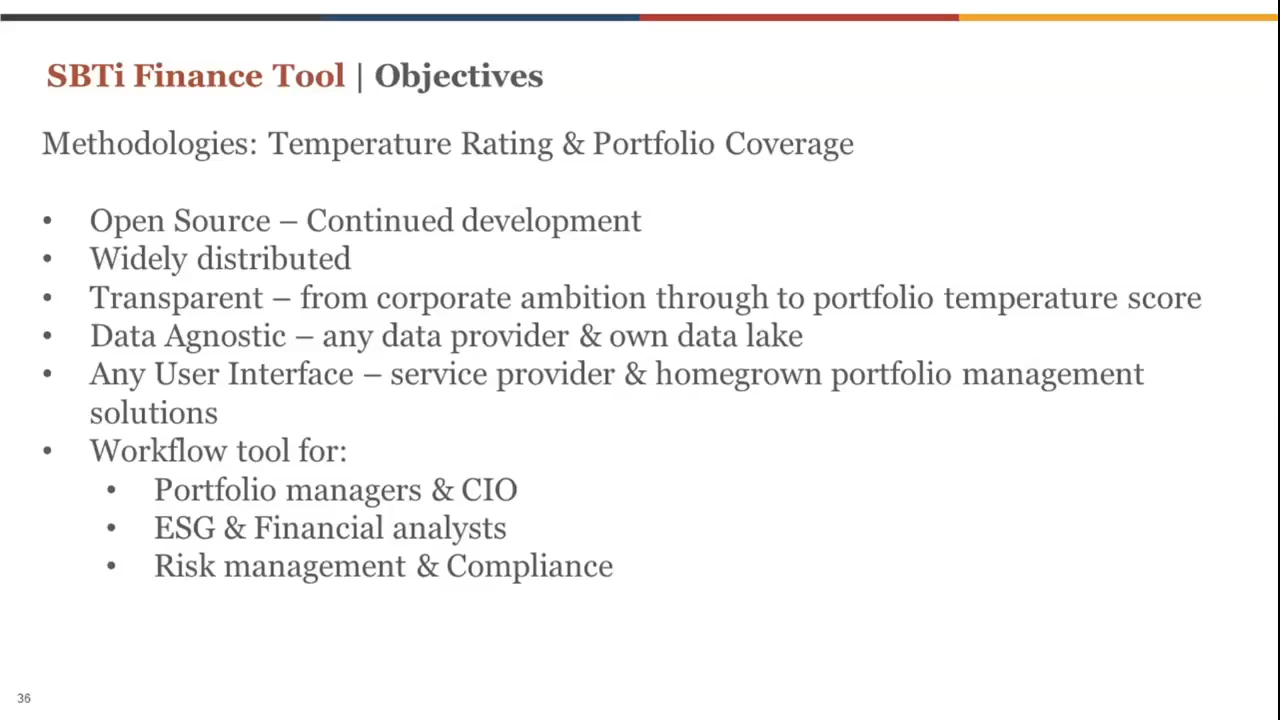 SBTi Finance Tool | Objectives
Methodologies: Temperature Rating & Portfolio Coverage
• Open Source – Continued development
• Widely distributed
• Transparent – from corporate ambition through to portfolio temperature score
• Data Agnostic – any data provider & own data lake
• Any User Interface – service provider & homegrown portfolio management
solutions
• Workflow tool for:
• Portfolio managers & CIO
• ESG & Financial analysts
• Risk management & Compliance
36